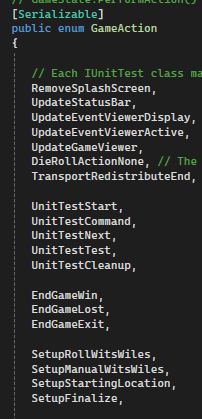 // GameState.PerformAction()
[Serializable]
public enum GameAction
{
// Each IUnitTest class ma
RemoveSplashScreen,
UpdateStatusBar,
UpdateEventViewerDisplay,
UpdateEventViewerActive,
UpdateGameViewer,
DieRollActionNone, // The
TransportRedistributeEnd,
UnitTestStart,
UnitTestCommand,
UnitTestNext,
UnitTestTest,
UnitTestCleanup,
EndGameWin,
EndGameLost,
EndGameExit,
SetupRollWitsWiles,
SetupManualWitsWiles,
SetupStartingLocation,
SetupFinalize,